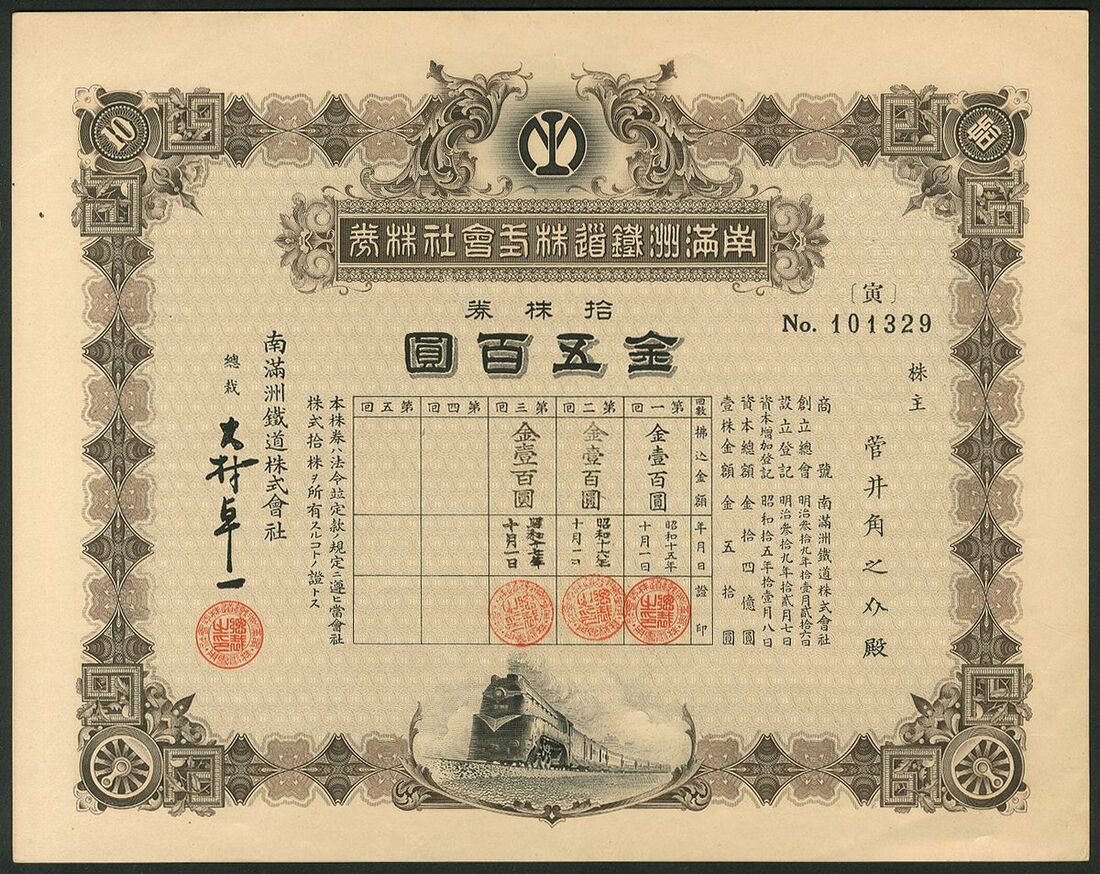 10
南滿洲鐵道株式會社株券
拾株券
金五百圓
〔寅〕
No. 101329
株主
菅井角之介殿
商號 南滿洲鐵道株式會社
創立總會 明治參拾九年拾壹月貳拾六日
設立登記 明治參拾九年拾貳月七日
資本增加登記 昭和拾五年拾壹月八日
資本總額 金拾四億圓
壹株金額 金五拾圓
回數 拂込金額 年月日 證印
第一回 金壹百圓 昭和十五年十月一日
第二回 金壹百圓 昭和十六年十月一日
第三回 金壹百圓 昭和十七年十月一日
第四回
第五回
本株券ハ法令並定款ノ規定ニ遵ヒ當會社
株式拾株ヲ所有スルコトノ證トス
南滿洲鐵道株式會社
總裁 大村卓一